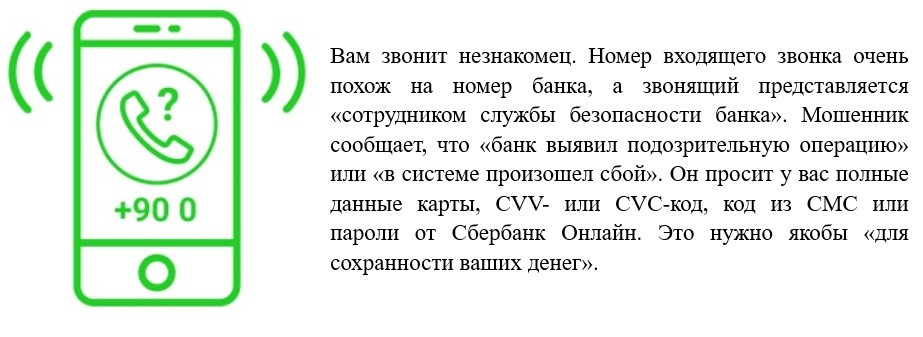 ?
+90 0
Вам звонит незнакомец. Номер входящего звонка очень
похож на номер банка, а звонящий представляется
«сотрудником службы безопасности банка». Мошенник
сообщает, что «банк выявил подозрительную операцию»
или «в системе произошел сбой». Он просит у вас полные
данные карты, CVV- или CVC-код, код из СМС или
пароли от Сбербанк Онлайн. Это нужно якобы «для
сохранности ваших денег».